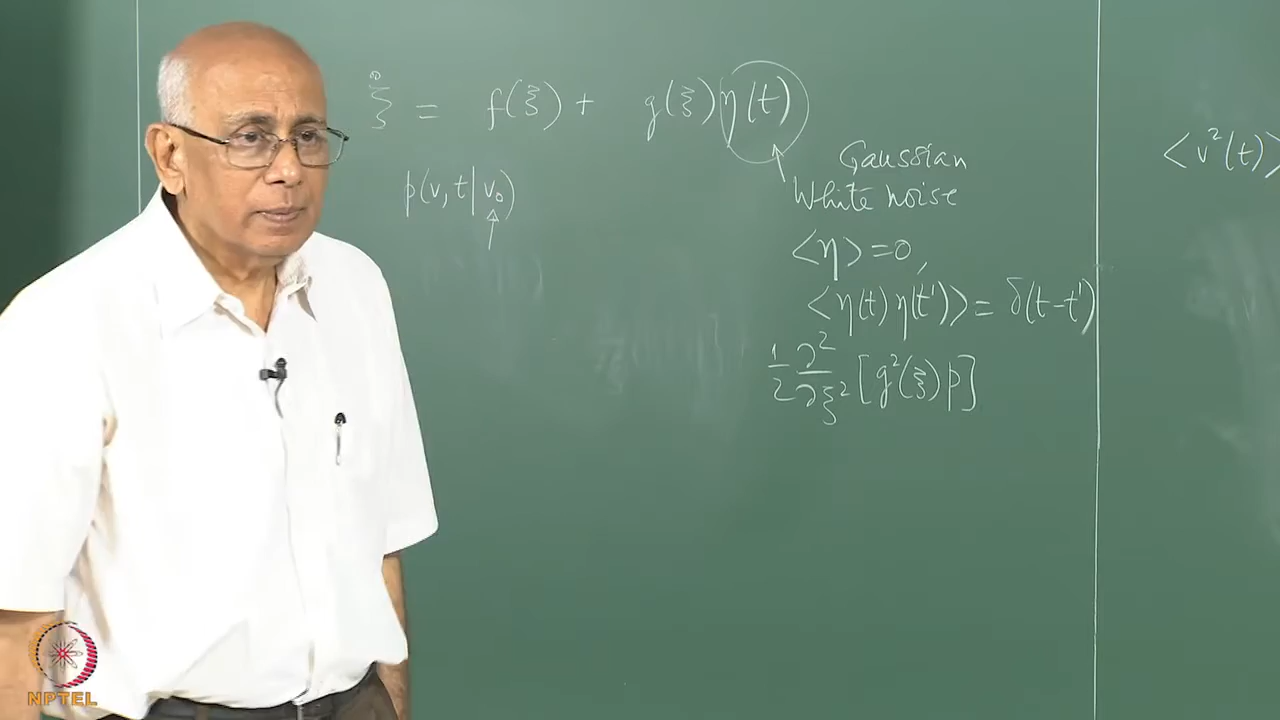 ξ̇ = f(ξ) + g(ξ) η(t)
p(v, t | v₀)
Gaussian
White noise
<η> = 0,
<η(t) η(t')> = δ(t-t')
1/2 ∂²/∂ξ² [g²(ξ) p]
<v²(t)>
NPTEL